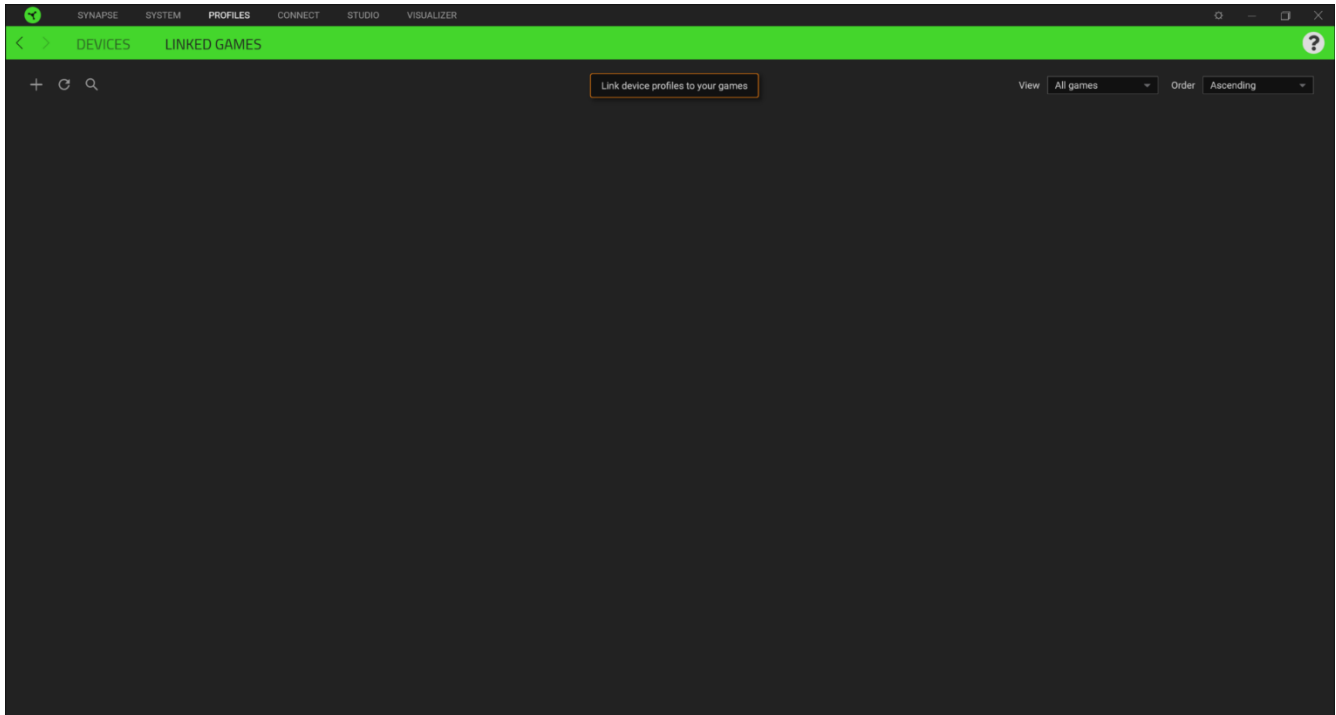 SYNAPSE SYSTEM PROFILES CONNECT STUDIO VISUALIZER
DEVICES LINKED GAMES ?
Link device profiles to your games View All games Order Ascending